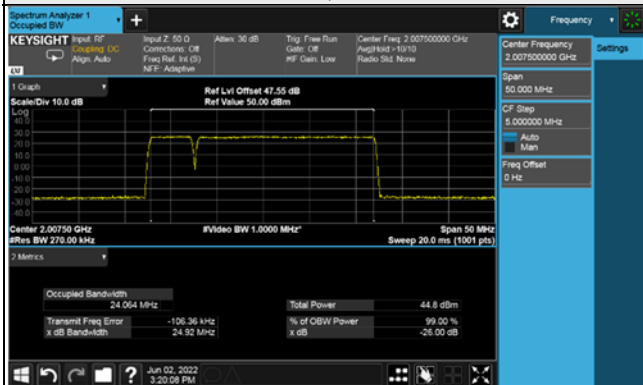 Spectrum Analyzer 1
Occupied BW
Frequency
KEYSIGHT Input: RF
Coupling: DC
Align: Auto
LXI
Input Z: 50 Ω
Corrections: Off
Freq Ref: Int (S)
NFE: Adaptive
Atten: 30 dB
Trig: Free Run
Gate: Off
#IF Gain: Low
Center Freq: 2.007500000 GHz
Avg|Hold >10/10
Radio Std: None
Center Frequency
2.007500000 GHz
Settings
Span
50.000 MHz
CF Step
5.000000 MHz
Auto
Man
Freq Offset
0 Hz
1 Graph
Scale/Div 10.0 dB
Ref Lvl Offset 47.55 dB
Ref Value 50.00 dBm
Log
40.0
30.0
20.0
10.0
0.00
-10.0
-20.0
-30.0
-40.0
Center 2.00750 GHz
#Res BW 270.00 kHz
#Video BW 1.0000 MHz*
Span 50 MHz
Sweep 20.0 ms (1001 pts)
2 Metrics
Occupied Bandwidth
24.064 MHz
Total Power 44.8 dBm
Transmit Freq Error -106.36 kHz
% of OBW Power 99.00 %
x dB Bandwidth 24.92 MHz
x dB -26.00 dB
?
Jun 02, 2022
3:20:08 PM